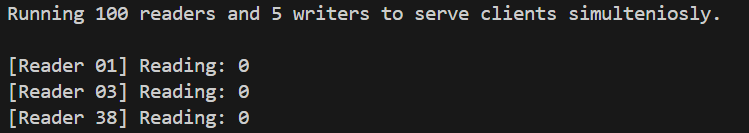 Running 100 readers and 5 writers to serve clients simulteniosly.
[Reader 01] Reading: 0
[Reader 03] Reading: 0
[Reader 38] Reading: 0